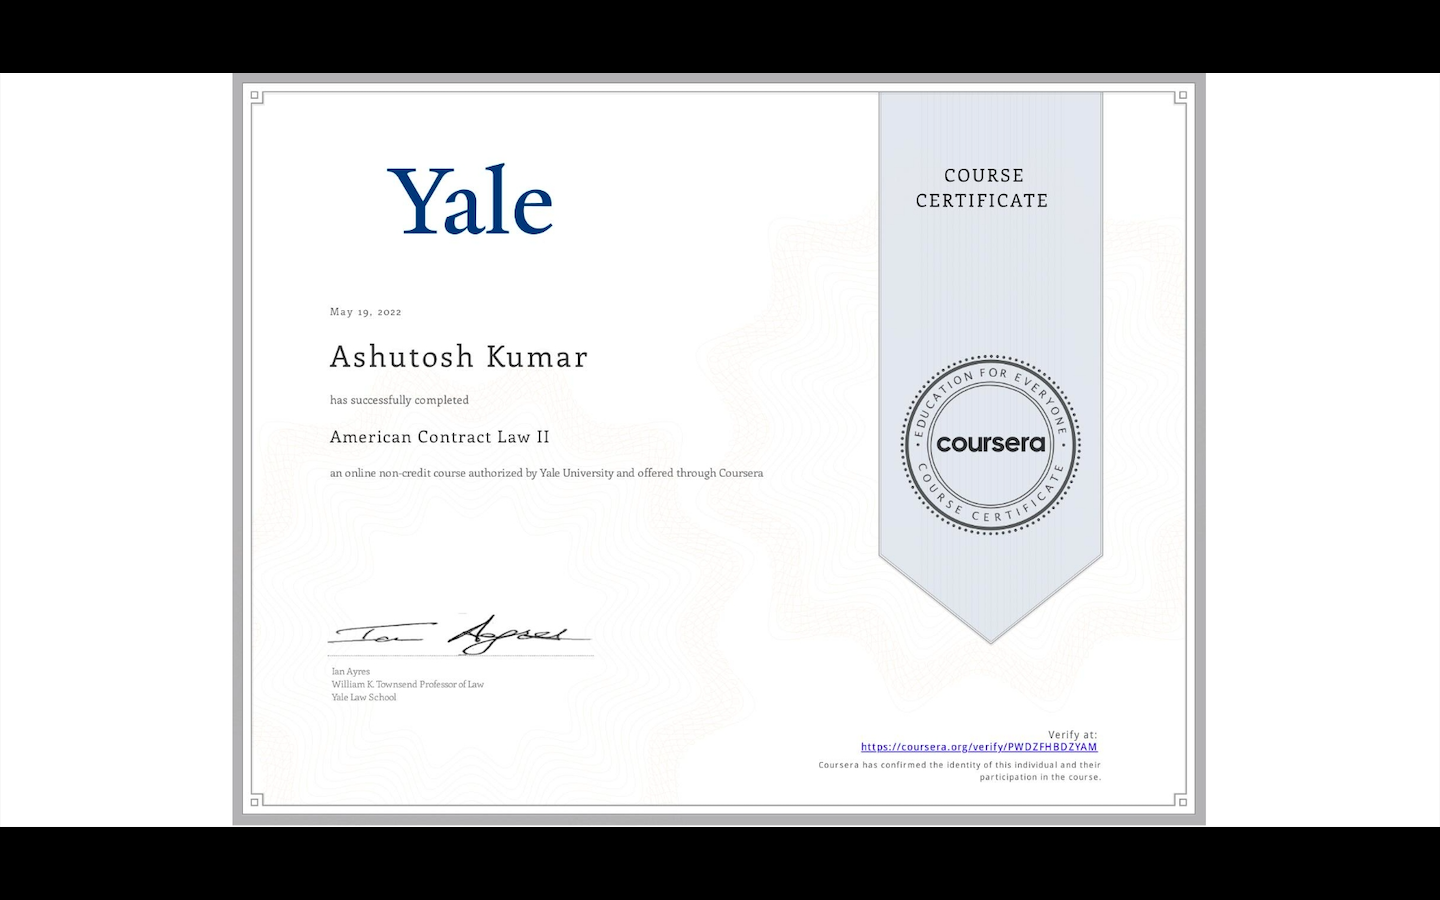 Yale
COURSE
CERTIFICATE
May 19, 2022
Ashutosh Kumar
has successfully completed
American Contract Law II
an online non-credit course authorized by Yale University and offered through Coursera
EDUCATION FOR EVERYONE
coursera
COURSE CERTIFICATE
Ian Ayres
Ian Ayres
William K. Townsend Professor of Law
Yale Law School
Verify at:
https://coursera.org/verify/PWDZFHBDZYAM
Coursera has confirmed the identity of this individual and their
participation in the course.